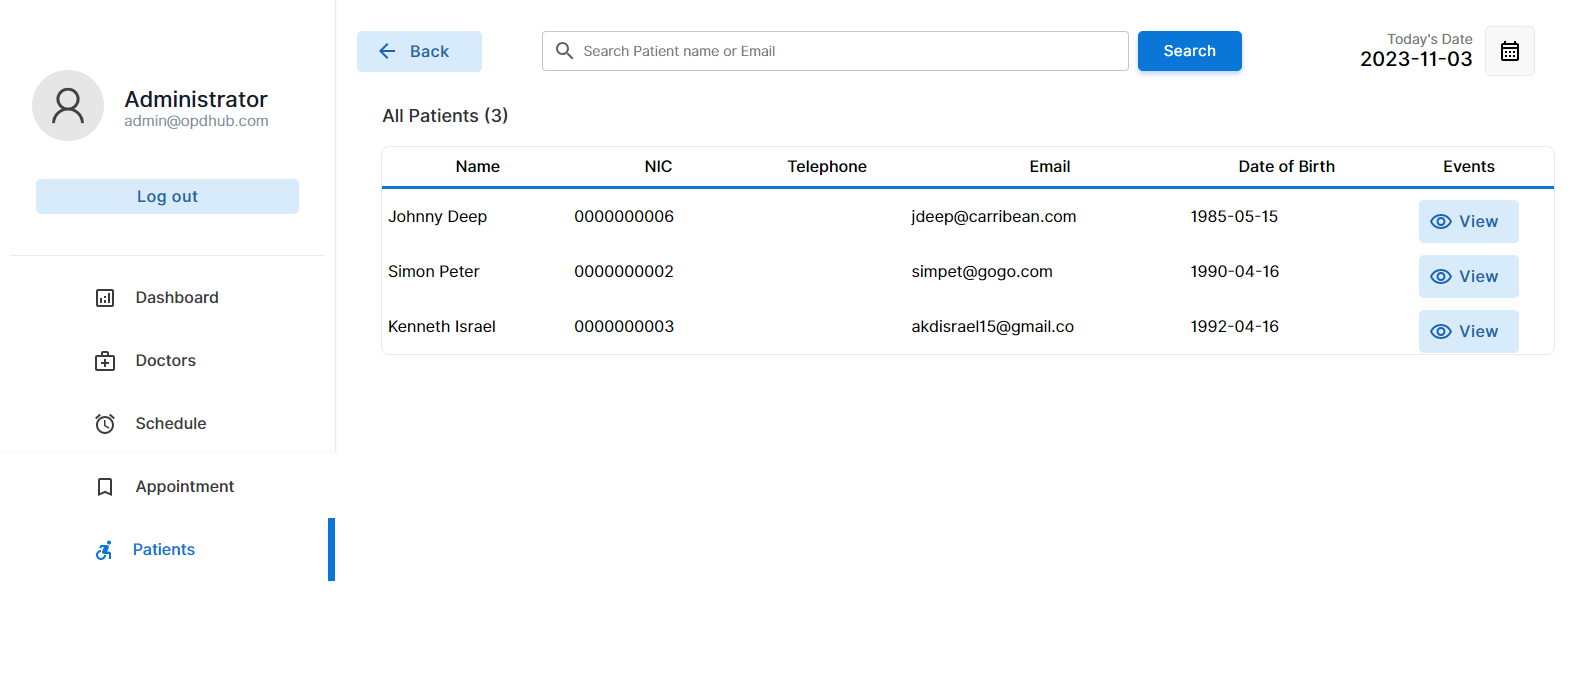 Administrator
admin@opdhub.com
Log out
Dashboard
Doctors
Schedule
Appointment
Patients
Back
Search Patient name or Email
Search
Today's Date
2023-11-03
All Patients (3)
Name NIC Telephone Email Date of Birth Events
Johnny Deep 0000000006 jdeep@carribean.com 1985-05-15 View
Simon Peter 0000000002 simpet@gogo.com 1990-04-16 View
Kenneth Israel 0000000003 akdisrael15@gmail.co 1992-04-16 View